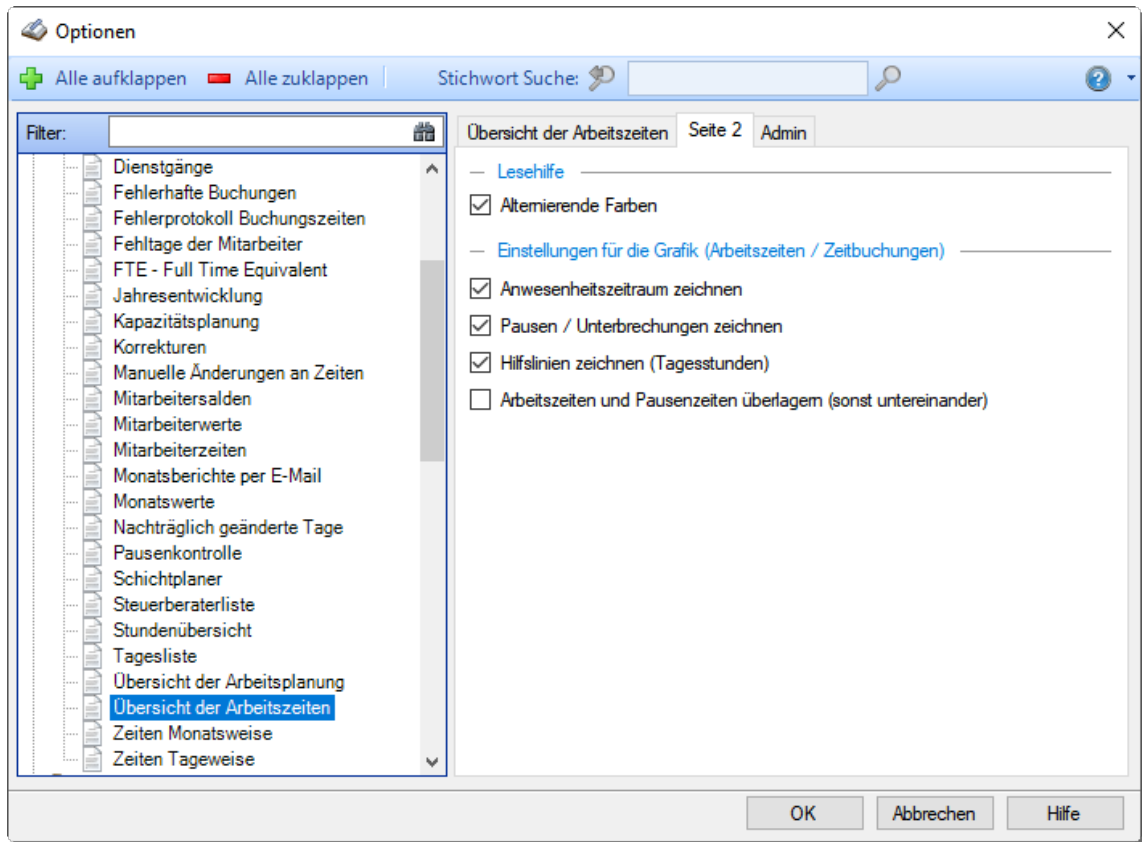 Optionen
Alle aufklappen Alle zuklappen Stichwort Suche:
Filter:
Dienstgänge
Fehlerhafte Buchungen
Fehlerprotokoll Buchungszeiten
Fehltage der Mitarbeiter
FTE - Full Time Equivalent
Jahresentwicklung
Kapazitätsplanung
Korrekturen
Manuelle Änderungen an Zeiten
Mitarbeitersalden
Mitarbeiterwerte
Mitarbeiterzeiten
Monatsberichte per E-Mail
Monatswerte
Nachträglich geänderte Tage
Pausenkontrolle
Schichtplaner
Steuerberaterliste
Stundenübersicht
Tagesliste
Übersicht der Arbeitsplanung
Übersicht der Arbeitszeiten
Zeiten Monatsweise
Zeiten Tageweise
Übersicht der Arbeitszeiten Seite 2 Admin
Lesehilfe
Alternierende Farben
Einstellungen für die Grafik (Arbeitszeiten / Zeitbuchungen)
Anwesenheitszeitraum zeichnen
Pausen / Unterbrechungen zeichnen
Hilfslinien zeichnen (Tagesstunden)
Arbeitszeiten und Pausenzeiten überlagern (sonst untereinander)
OK Abbrechen Hilfe